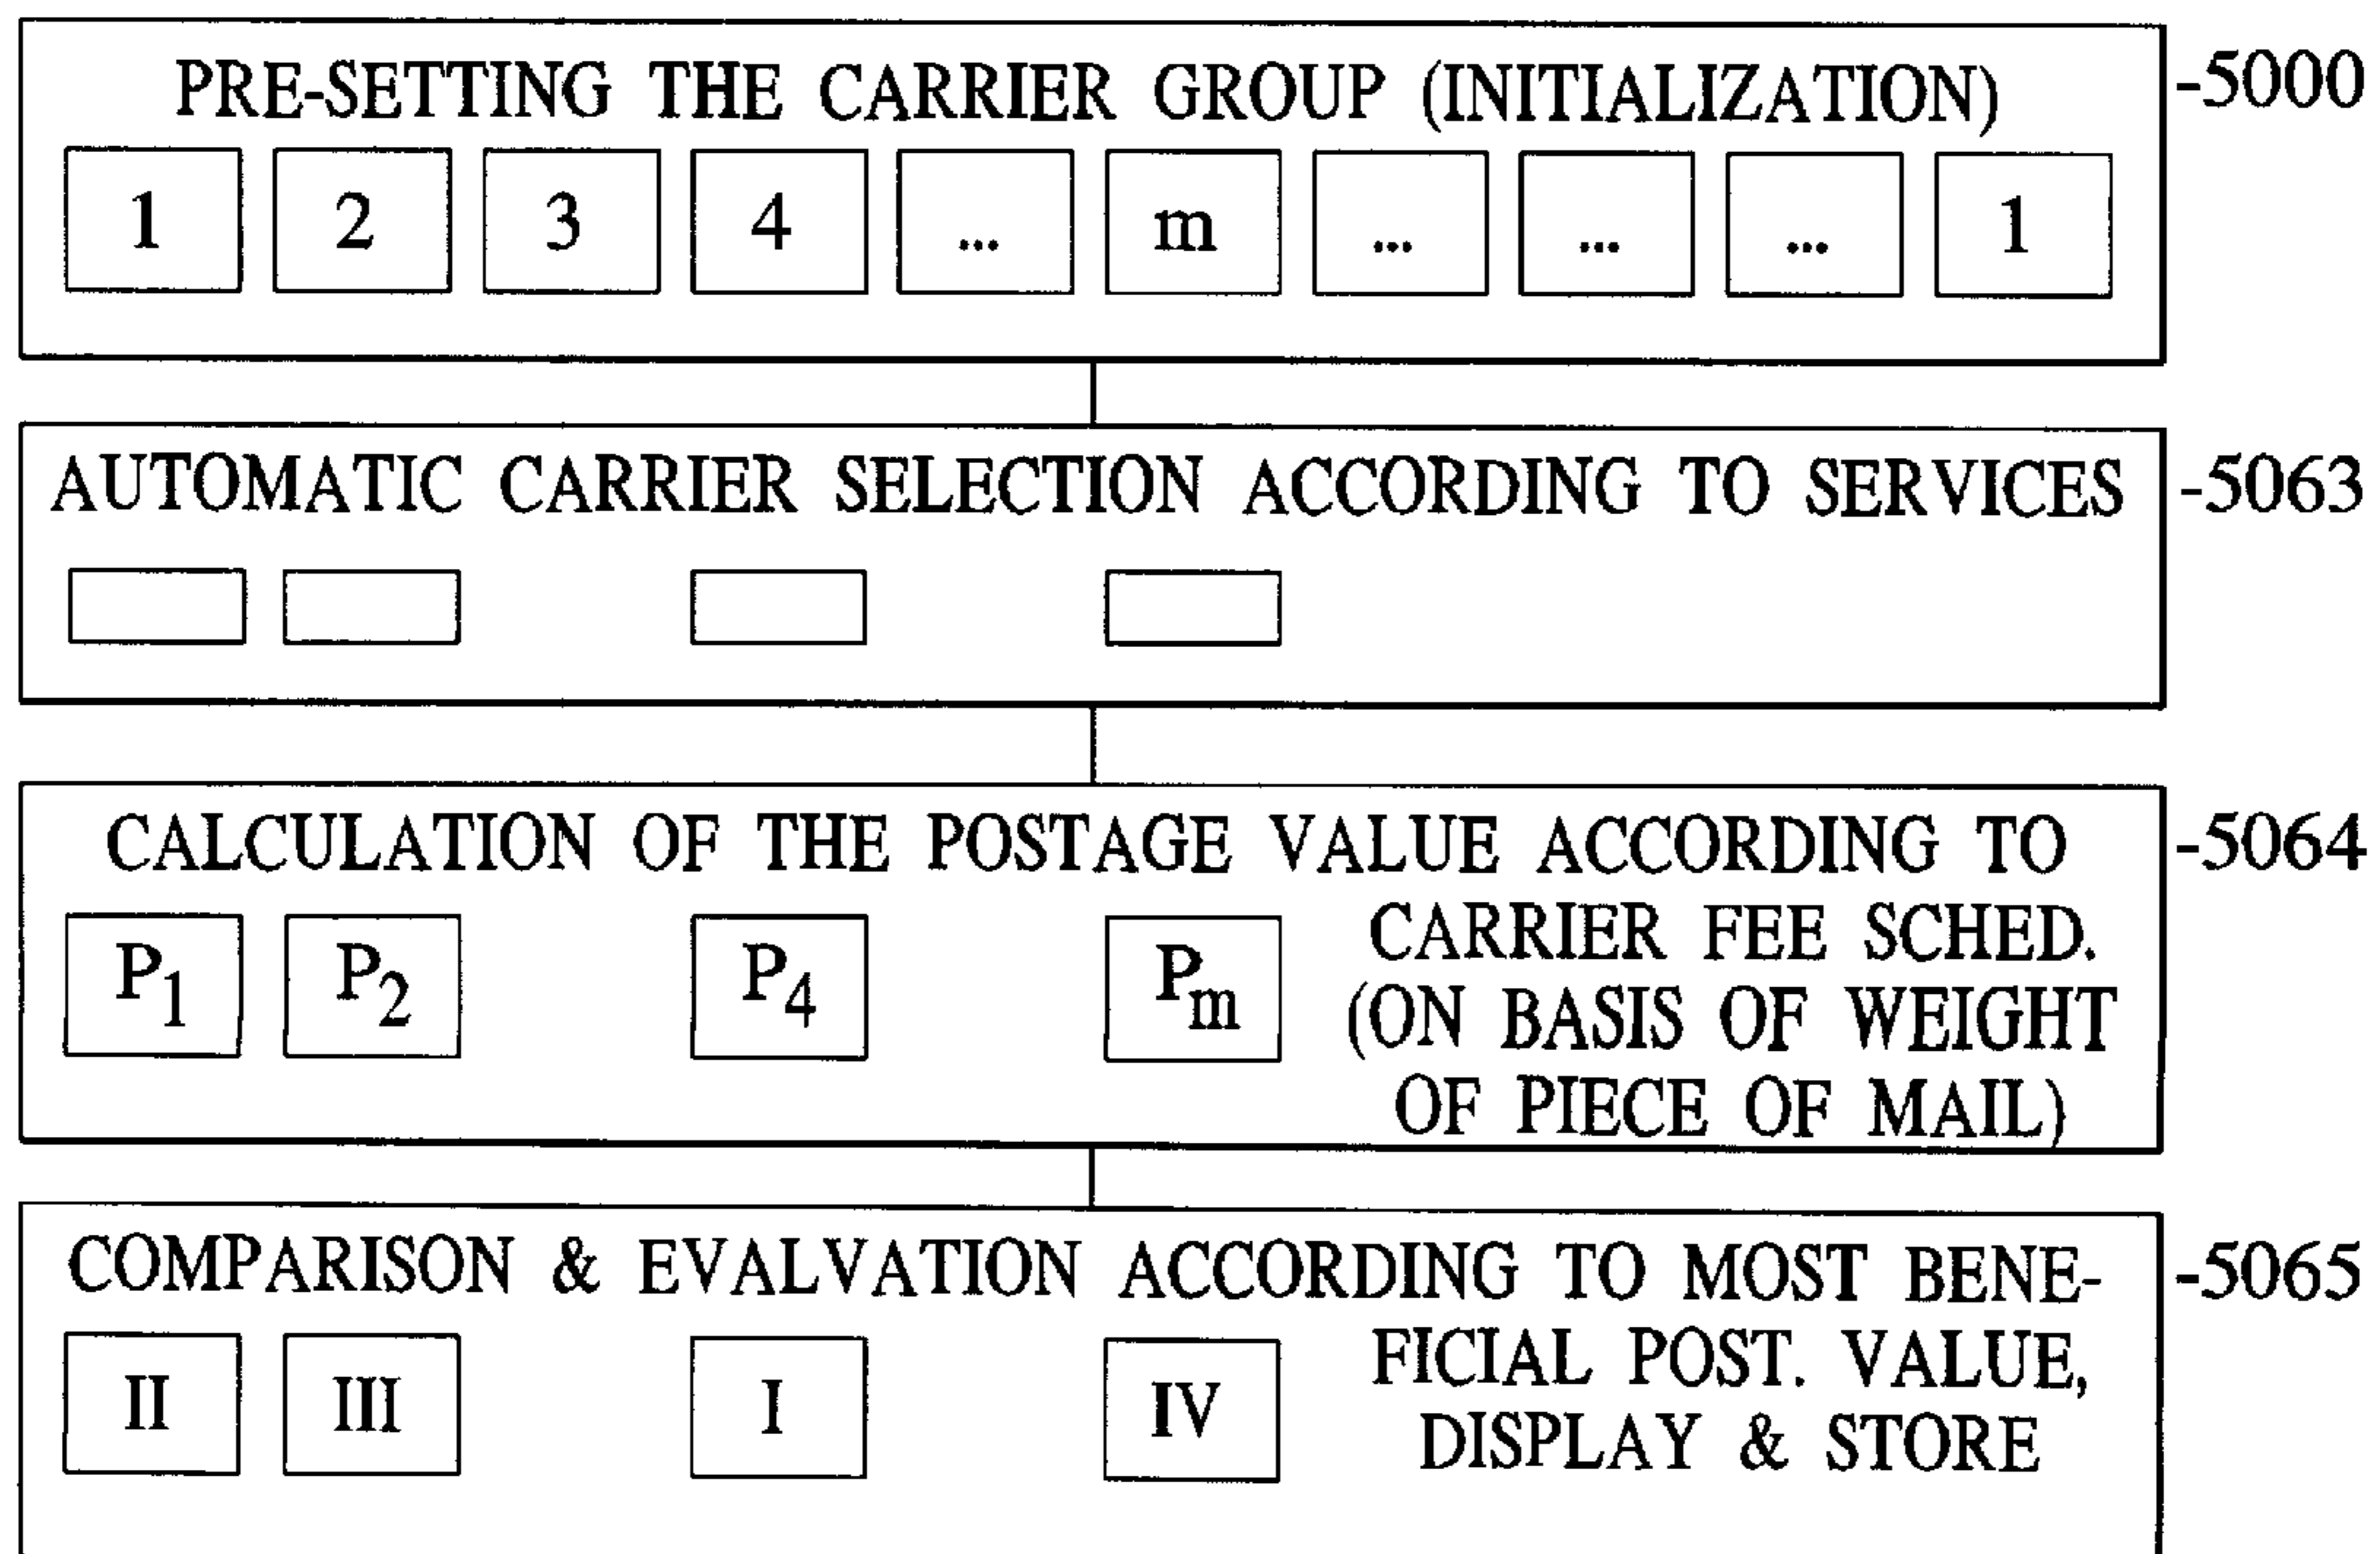 PRE-SETTING THE CARRIER GROUP (INITIALIZATION) -5000
1 2 3 4 ... m ... ... ... 1
AUTOMATIC CARRIER SELECTION ACCORDING TO SERVICES -5063
CALCULATION OF THE POSTAGE VALUE ACCORDING TO -5064
CARRIER FEE SCHED.
P1 P2 P4 Pm
(ON BASIS OF WEIGHT
OF PIECE OF MAIL)
COMPARISON & EVALVATION ACCORDING TO MOST BENE- -5065
FICIAL POST. VALUE,
II III I IV
DISPLAY & STORE